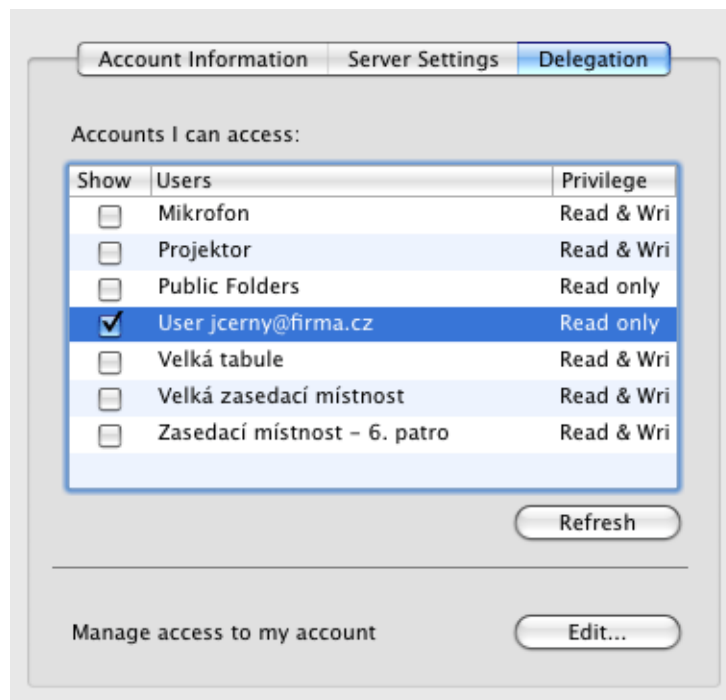 Account Information Server Settings Delegation
Accounts I can access:
Show Users Privilege
Mikrofon Read & Wri
Projektor Read & Wri
Public Folders Read only
User jcerny@firma.cz Read only
Velká tabule Read & Wri
Velká zasedací místnost Read & Wri
Zasedací místnost – 6. patro Read & Wri
Refresh
Manage access to my account Edit...